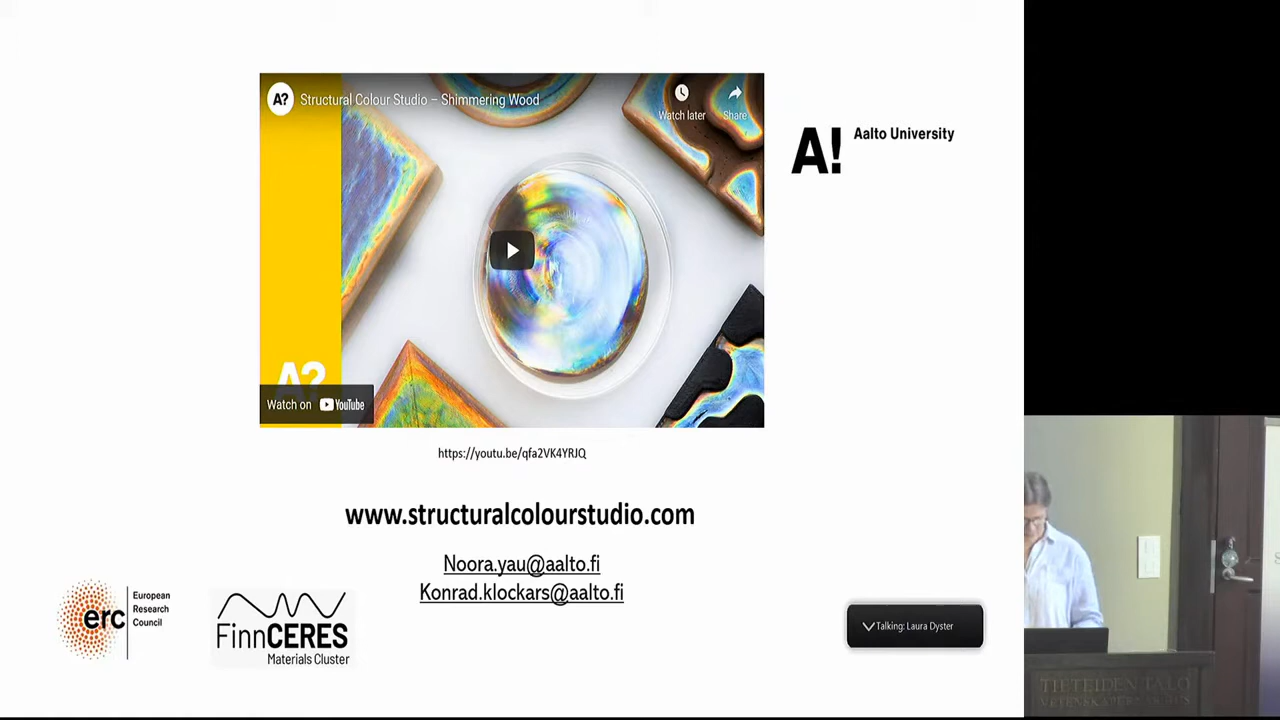 A?
Structural Colour Studio – Shimmering Wood
Watch later
Share
A!
Aalto University
A?
Watch on YouTube
https://youtu.be/qfa2VK4YRJQ
www.structuralcolourstudio.com
Noora.yau@aalto.fi
Konrad.klockars@aalto.fi
erc
European
Research
Council
FinnCERES
Materials Cluster
Talking: Laura Dyster
TIETEIDEN TALO